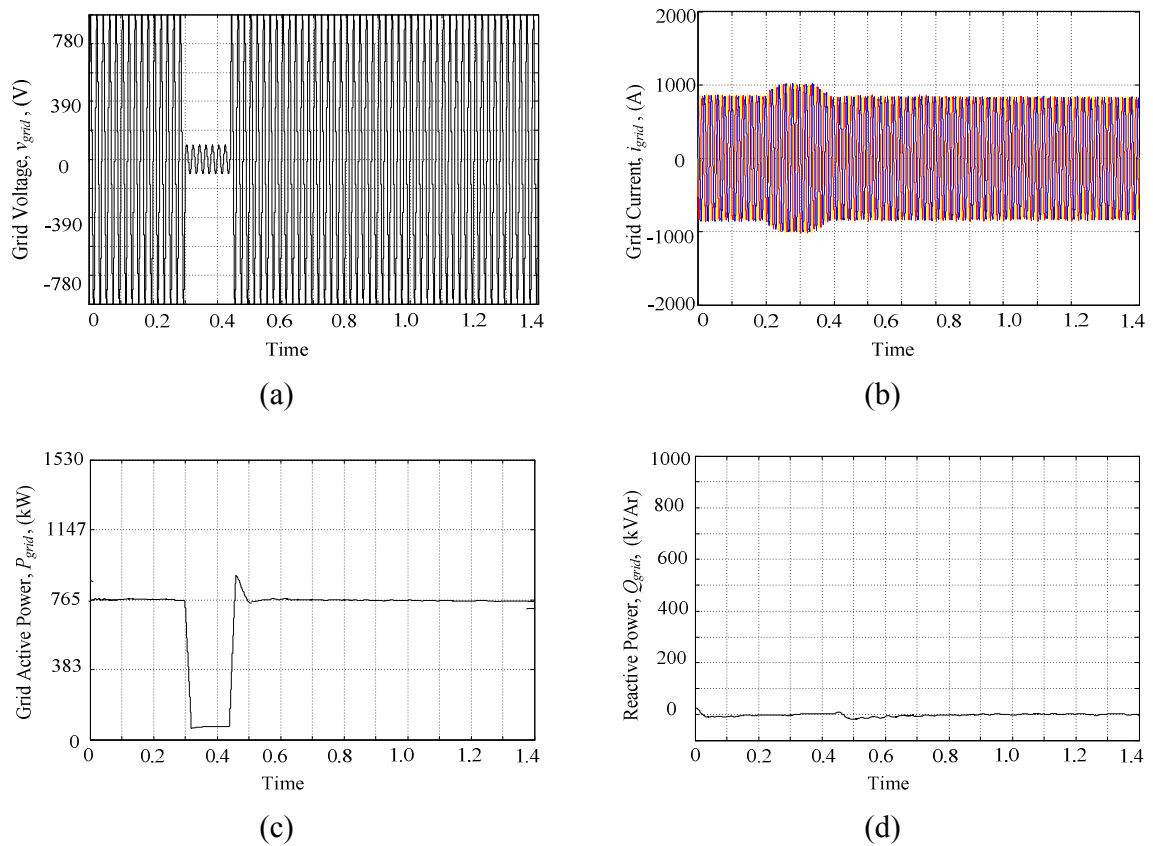 Grid Voltage, vgrid , (V)
780
390
0
-390
-780
0 0.2 0.4 0.6 0.8 1.0 1.2 1.4
Time
(a)
Grid Current, igrid , (A)
2000
1000
0
-1000
-2000
0 0.2 0.4 0.6 0.8 1.0 1.2 1.4
Time
(b)
Grid Active Power, Pgrid , (kW)
1530
1147
765
383
0
0 0.2 0.4 0.6 0.8 1.0 1.2 1.4
Time
(c)
Reactive Power, Qgrid, (kVAr)
1000
800
600
400
200
0
0 0.2 0.4 0.6 0.8 1.0 1.2 1.4
Time
(d)